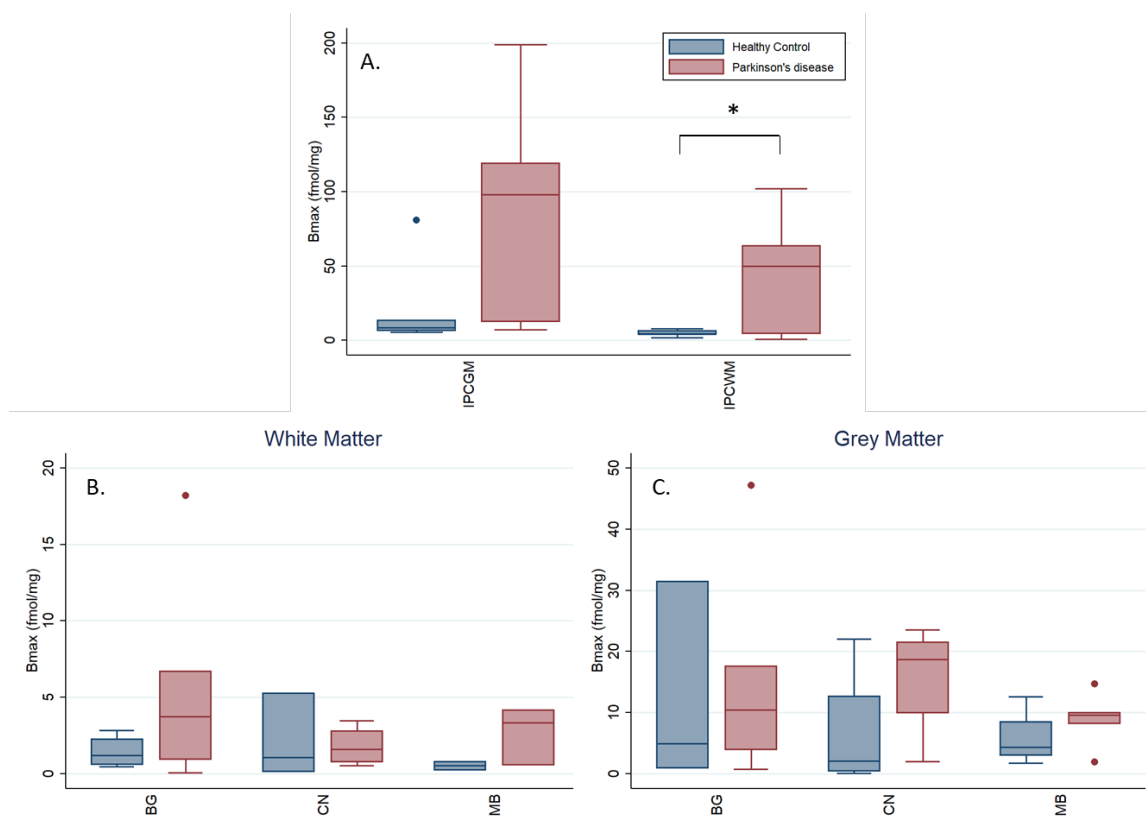 A.
Healthy Control
Parkinson's disease
*
Bmax (fmol/mg)
200
150
100
50
0
IPCGM
IPCWM
White Matter
B.
Bmax (fmol/mg)
20
15
10
5
0
BG
CN
MB
Grey Matter
C.
Bmax (fmol/mg)
50
40
30
20
10
0
BG
CN
MB